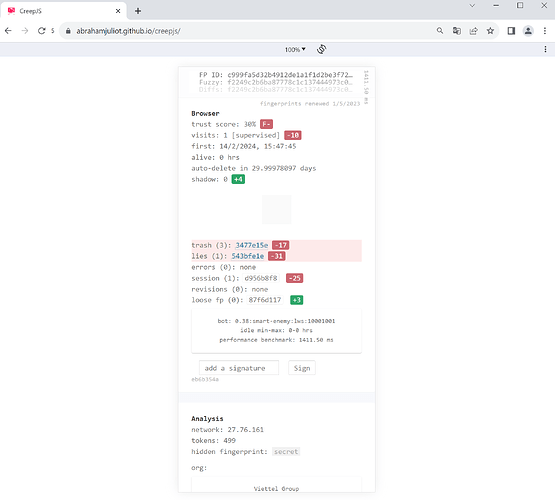 CreepJS
abrahamjuliot.github.io/creepjs/
S
100%
FP ID: c999fa5d32b4912de1a1f1d2be3f72...
Fuzzy: f2249c2b6ba87778c1c137444973c0...
Diffs:
1411.50 ms
fingerprints renewed 1/5/2023
Browser
trust score: 30% F-
visits: 1 [supervised] -10
first: 14/2/2024, 15:47:45
alive: 0 hrs
auto-delete in 29.99978097 days
shadow: 0 +4
trash (3): 3477e15e -17
lies (1): 543bfe1e -31
errors (0): none
session (1): d956b8f8 -25
revisions (0): none
loose fp (0): 87f6d117 +3
bot: 0.38:smart-enemy:lws:10001001
idle min-max: 0-0 hrs
performance benchmark: 1411.50 ms
add a signature Sign
eb6b354a
Analysis
network: 27.76.161
tokens: 499
hidden fingerprint: secret
org:
Viettel Group